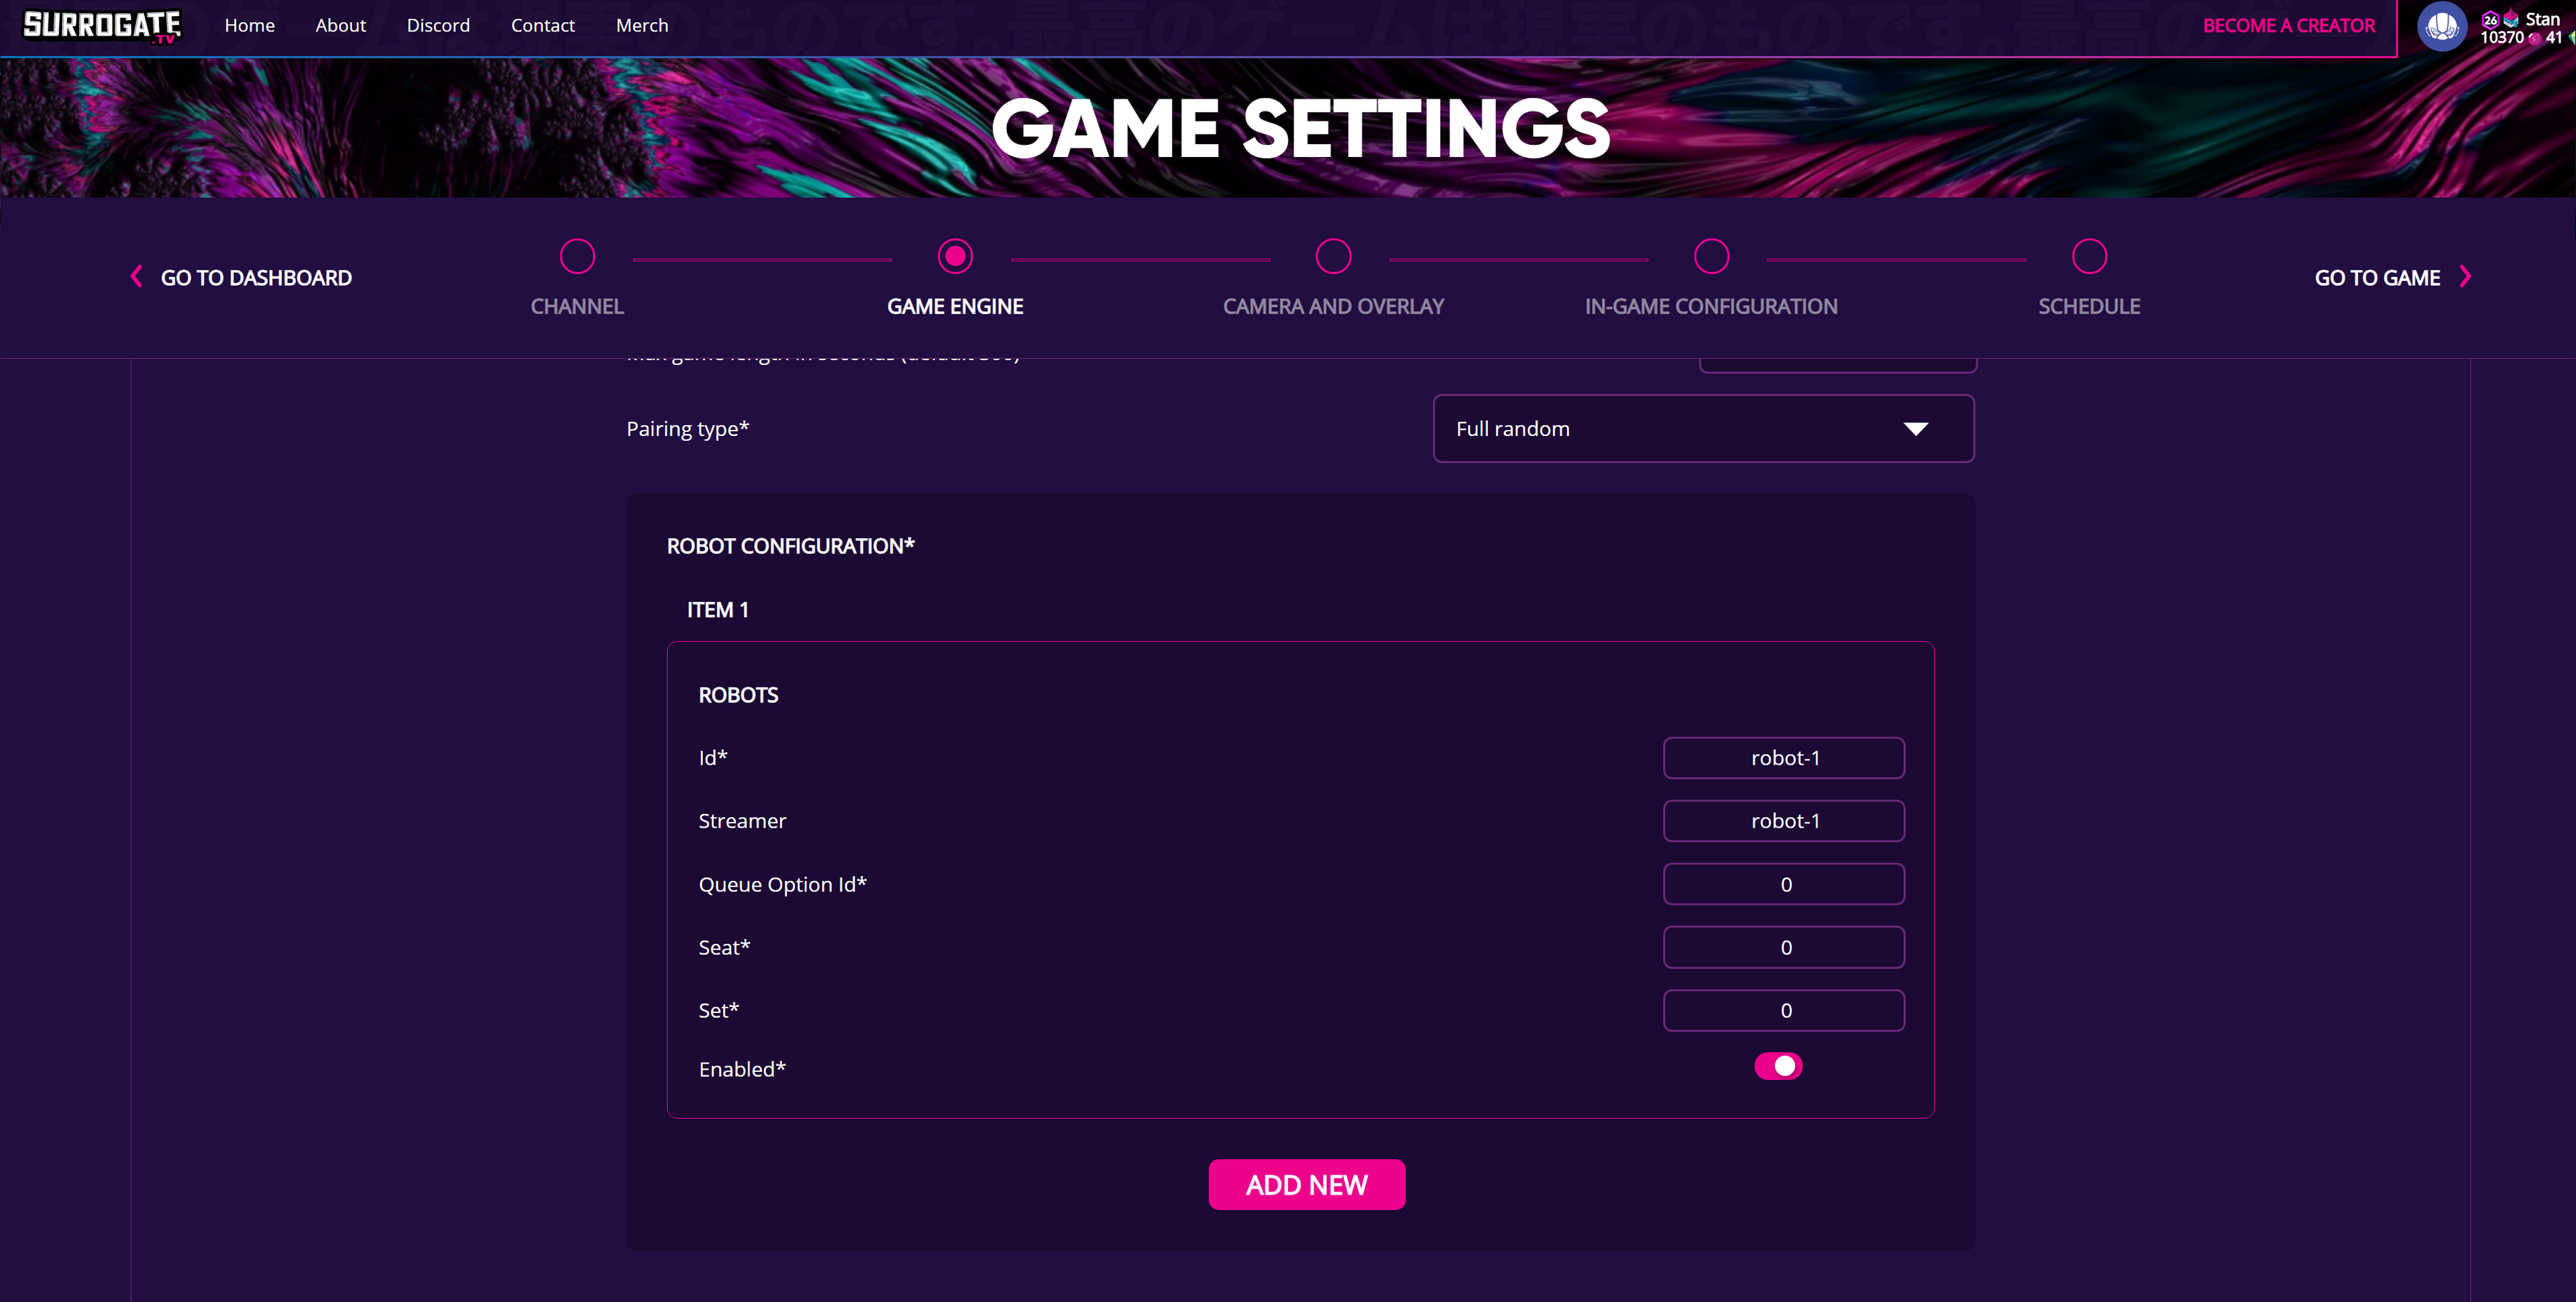 SURROGATE.TV
Home
About
Discord
Contact
Merch
BECOME A CREATOR
26
Stan
10370
41
GAME SETTINGS
GO TO DASHBOARD
CHANNEL
GAME ENGINE
CAMERA AND OVERLAY
IN-GAME CONFIGURATION
SCHEDULE
GO TO GAME
Pairing type*
Full random
ROBOT CONFIGURATION*
ITEM 1
ROBOTS
Id*
robot-1
Streamer
robot-1
Queue Option Id*
0
Seat*
0
Set*
0
Enabled*
ADD NEW